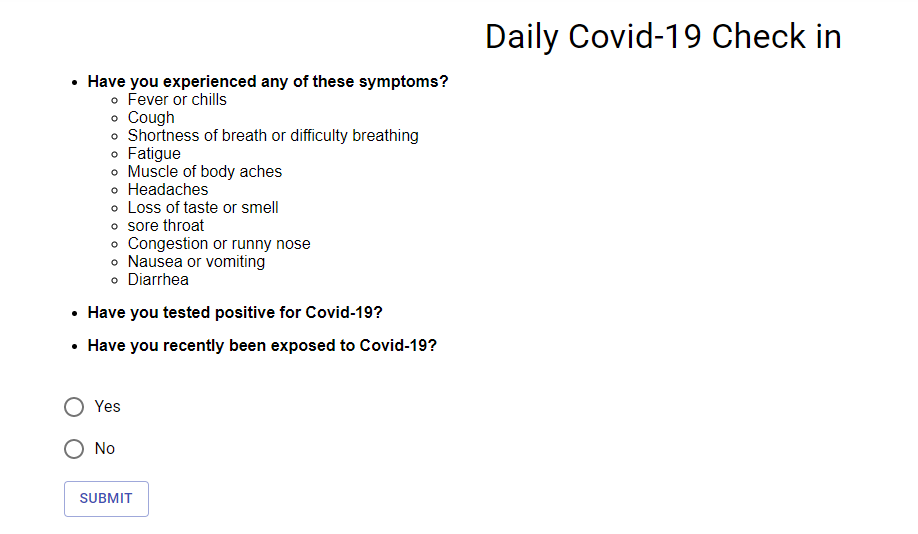 Daily Covid-19 Check in
Have you experienced any of these symptoms?
Fever or chills
Cough
Shortness of breath or difficulty breathing
Fatigue
Muscle of body aches
Headaches
Loss of taste or smell
sore throat
Congestion or runny nose
Nausea or vomiting
Diarrhea
Have you tested positive for Covid-19?
Have you recently been exposed to Covid-19?
Yes
No
SUBMIT